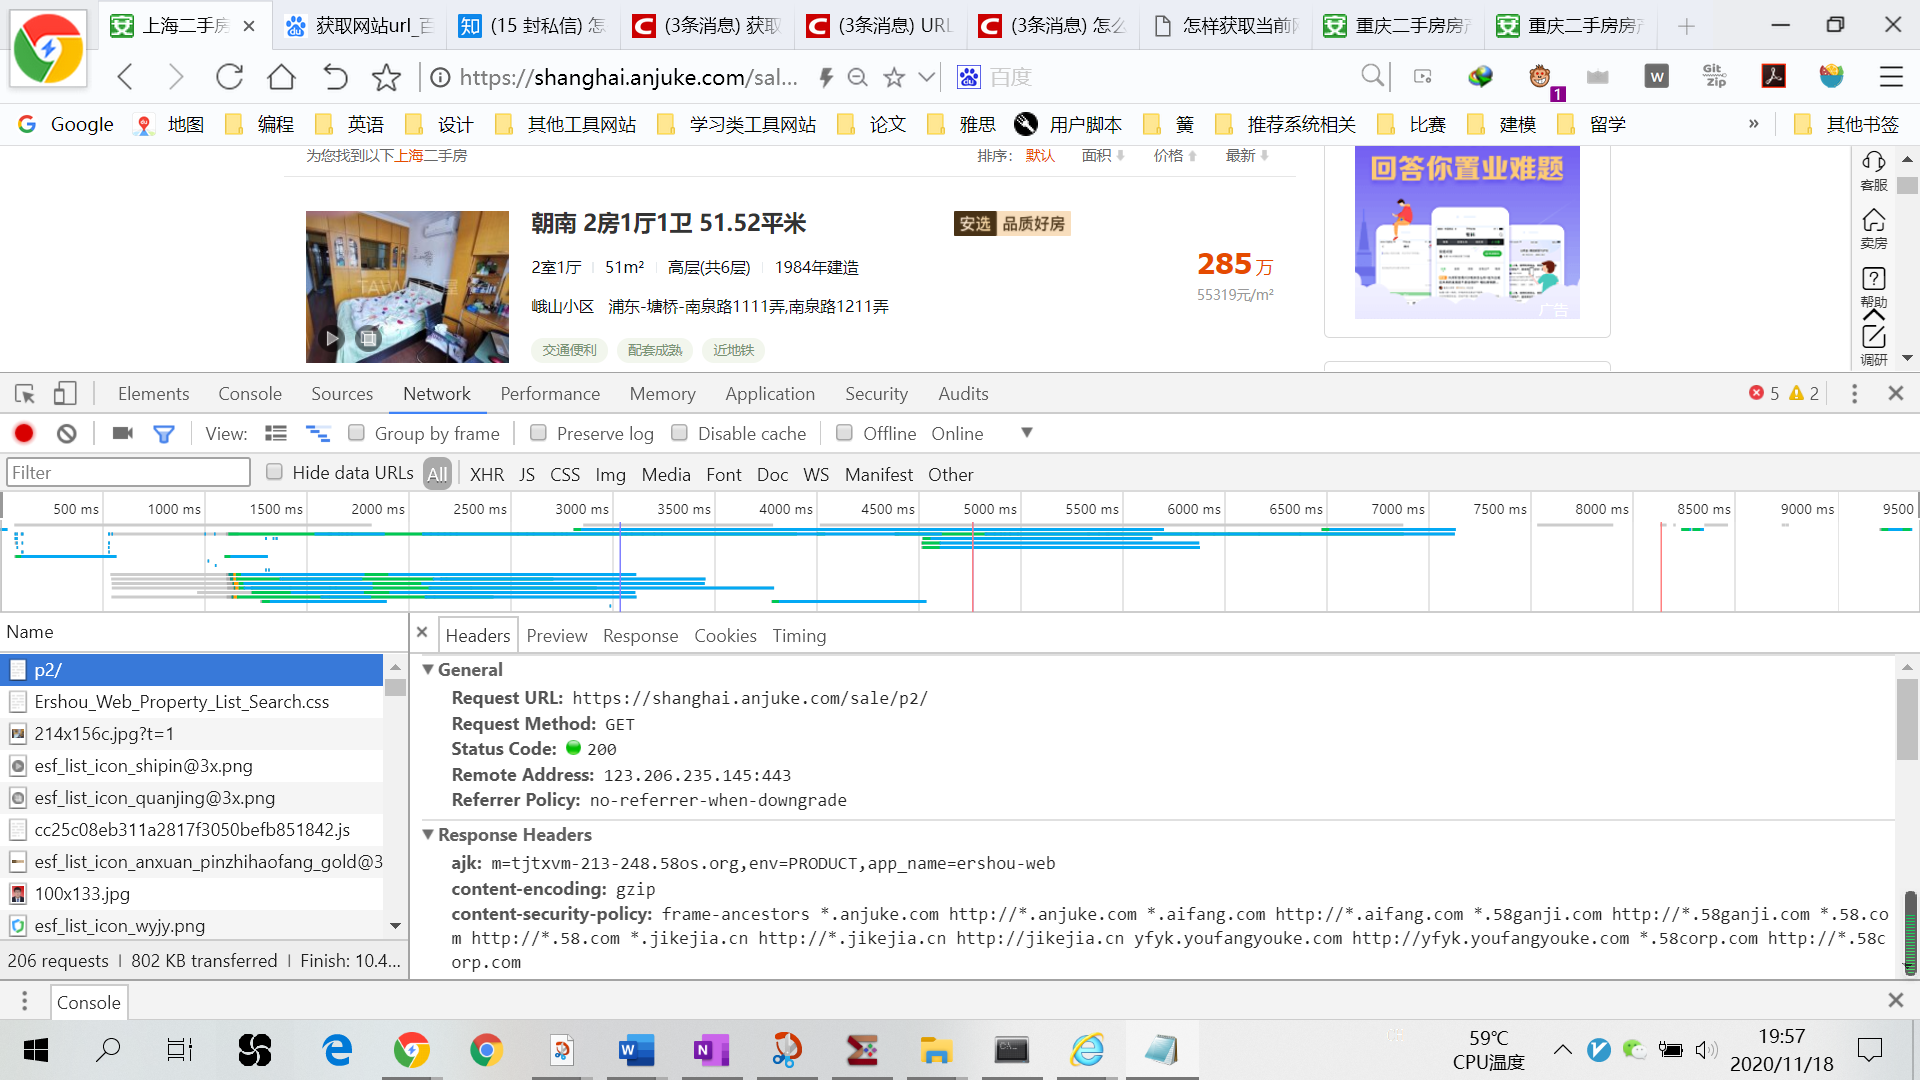 上海二手房
获取网站url_百
知 (15 封私信) 怎
(3条消息) 获取
(3条消息) URL
(3条消息) 怎么
怎样获取当前网
重庆二手房房产
重庆二手房房产
https://shanghai.anjuke.com/sal...
百度
Git Zip
1
Google
地图
编程
英语
设计
其他工具网站
学习类工具网站
论文
雅思
用户脚本
簧
推荐系统相关
比赛
建模
留学
»
其他书签
为您找到以下上海二手房
排序: 默认 面积 价格 最新
回答你置业难题
广告
客服
卖房
帮助
调研
朝南 2房1厅1卫 51.52平米
安选 品质好房
2室1厅 51m² 高层(共6层) 1984年建造
285 万
55319元/m²
峨山小区 浦东-塘桥-南泉路1111弄,南泉路1211弄
交通便利 配套成熟 近地铁
Elements Console Sources Network Performance Memory Application Security Audits
5 2
View: Group by frame Preserve log Disable cache Offline Online
Filter Hide data URLs All XHR JS CSS Img Media Font Doc WS Manifest Other
500 ms 1000 ms 1500 ms 2000 ms 2500 ms 3000 ms 3500 ms 4000 ms 4500 ms 5000 ms 5500 ms 6000 ms 6500 ms 7000 ms 7500 ms 8000 ms 8500 ms 9000 ms 9500
Name
p2/
Ershou_Web_Property_List_Search.css
214x156c.jpg?t=1
esf_list_icon_shipin@3x.png
esf_list_icon_quanjing@3x.png
cc25c08eb311a2817f3050befb851842.js
esf_list_icon_anxuan_pinzhihaofang_gold@3
100x133.jpg
esf_list_icon_wyjy.png
206 requests | 802 KB transferred | Finish: 10.4...
Headers Preview Response Cookies Timing
General
Request URL: https://shanghai.anjuke.com/sale/p2/
Request Method: GET
Status Code: 200
Remote Address: 123.206.235.145:443
Referrer Policy: no-referrer-when-downgrade
Response Headers
ajk: m=tjtxvm-213-248.58os.org,env=PRODUCT,app_name=ershou-web
content-encoding: gzip
content-security-policy: frame-ancestors *.anjuke.com http://*.anjuke.com *.aifang.com http://*.aifang.com *.58ganji.com http://*.58ganji.com *.58.co
m http://*.58.com *.jikejia.cn http://*.jikejia.cn http://jikejia.cn yfyk.youfangyouke.com http://yfyk.youfangyouke.com *.58corp.com http://*.58c
orp.com
Console
59℃
CPU温度
19:57
2020/11/18